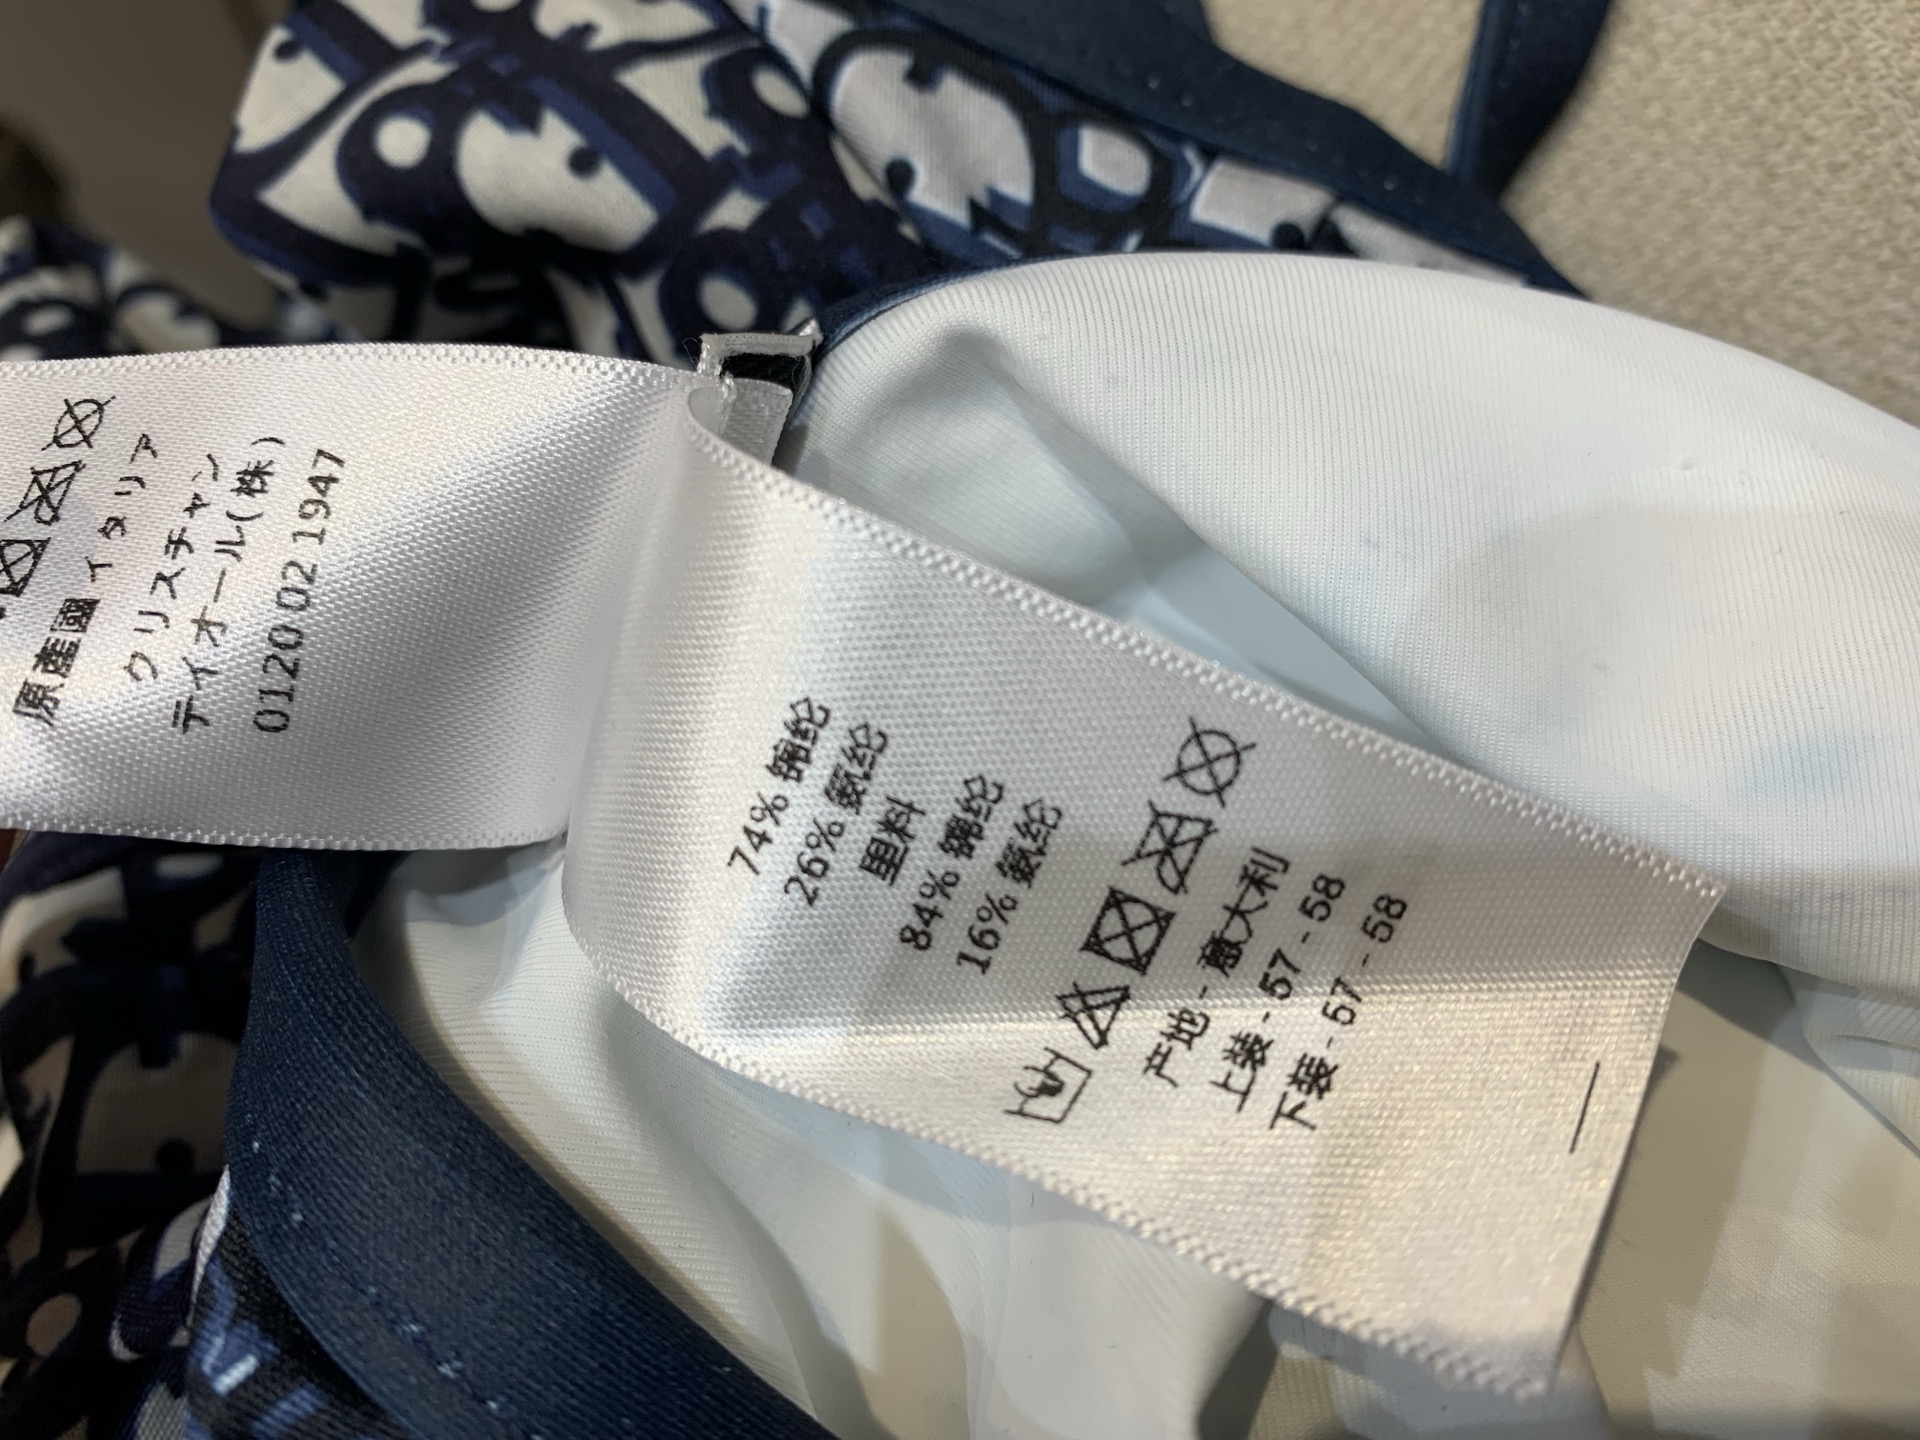 原産國 イタリア
クリスチャン
ディオール(株)
0120 02 1947
74% 锦纶
26% 氨纶
里料
84% 锦纶
16% 氨纶
产地 - 意大利
上装 - 57 - 58
下装 - 57 - 58